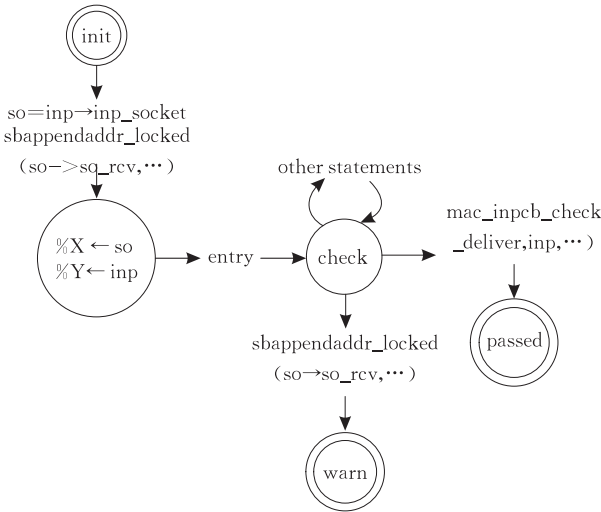 init
so=inp→inp_socket
sbappendaddr_locked
(so->sq_rcv,⋯)
%X ← so
%Y ← inp
entry
other statements
check
mac_inpcb_check
_deliver,inp,⋯)
passed
sbappendaddr_locked
(so→so_rcv,⋯)
warn